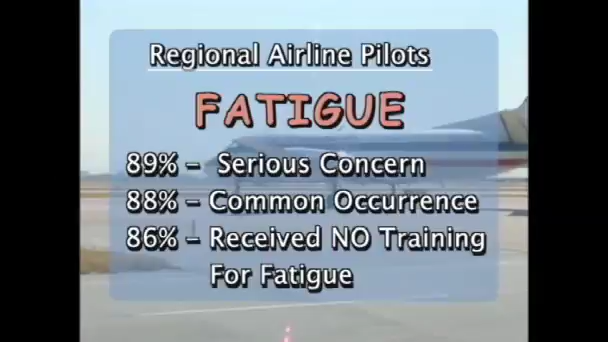 Regional Airline Pilots
FATIGUE
89% – Serious Concern
88% – Common Occurrence
86% – Received NO Training
For Fatigue